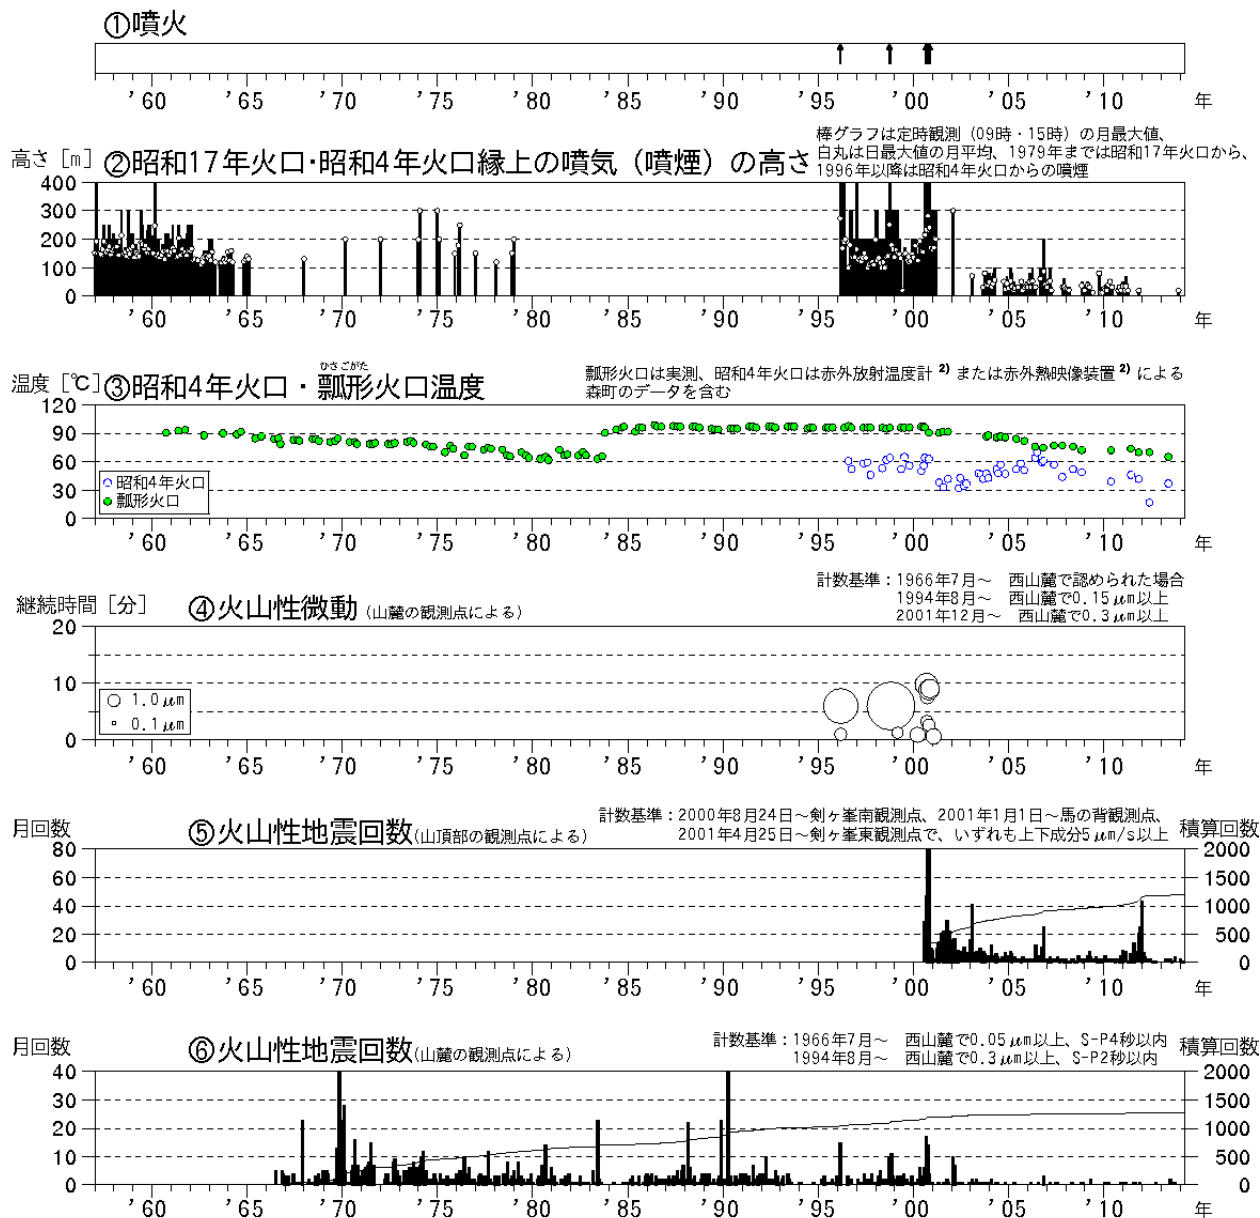 ①噴火
'60 '65 '70 '75 '80 '85 '90 '95 '00 '05 '10 年
高さ [m] ②昭和17年火口・昭和4年火口縁上の噴気（噴煙）の高さ
棒グラフは定時観測（09時・15時）の月最大値、
白丸は日最大値の月平均、1979年までは昭和17年火口から、
1996年以降は昭和4年火口からの噴煙
400
300
200
100
0
'60 '65 '70 '75 '80 '85 '90 '95 '00 '05 '10 年
ひさごがた
温度 [℃] ③昭和4年火口・瓢形火口温度
瓢形火口は実測、昭和4年火口は赤外放射温度計 2) または赤外熱映像装置 2) による
森町のデータを含む
120
90
60
30
0
昭和4年火口
瓢形火口
'60 '65 '70 '75 '80 '85 '90 '95 '00 '05 '10 年
計数基準：1966年7月～ 西山麓で認められた場合
1994年8月～ 西山麓で0.15μm以上
2001年12月～ 西山麓で0.3μm以上
継続時間 [分] ④火山性微動 (山麓の観測点による)
20
10
0
1.0μm
0.1μm
'60 '65 '70 '75 '80 '85 '90 '95 '00 '05 '10 年
計数基準：2000年8月24日～剣ヶ峯南観測点、2001年1月1日～馬の背観測点、
2001年4月25日～剣ヶ峯東観測点で、いずれも上下成分5μm/s以上
月回数 ⑤火山性地震回数(山頂部の観測点による) 積算回数
80 2000
60 1500
40 1000
20 500
0 0
'60 '65 '70 '75 '80 '85 '90 '95 '00 '05 '10 年
計数基準：1966年7月～ 西山麓で0.05μm以上、S-P4秒以内
1994年8月～ 西山麓で0.3μm以上、S-P2秒以内
月回数 ⑥火山性地震回数(山麓の観測点による) 積算回数
40 2000
30 1500
20 1000
10 500
0 0
'60 '65 '70 '75 '80 '85 '90 '95 '00 '05 '10 年